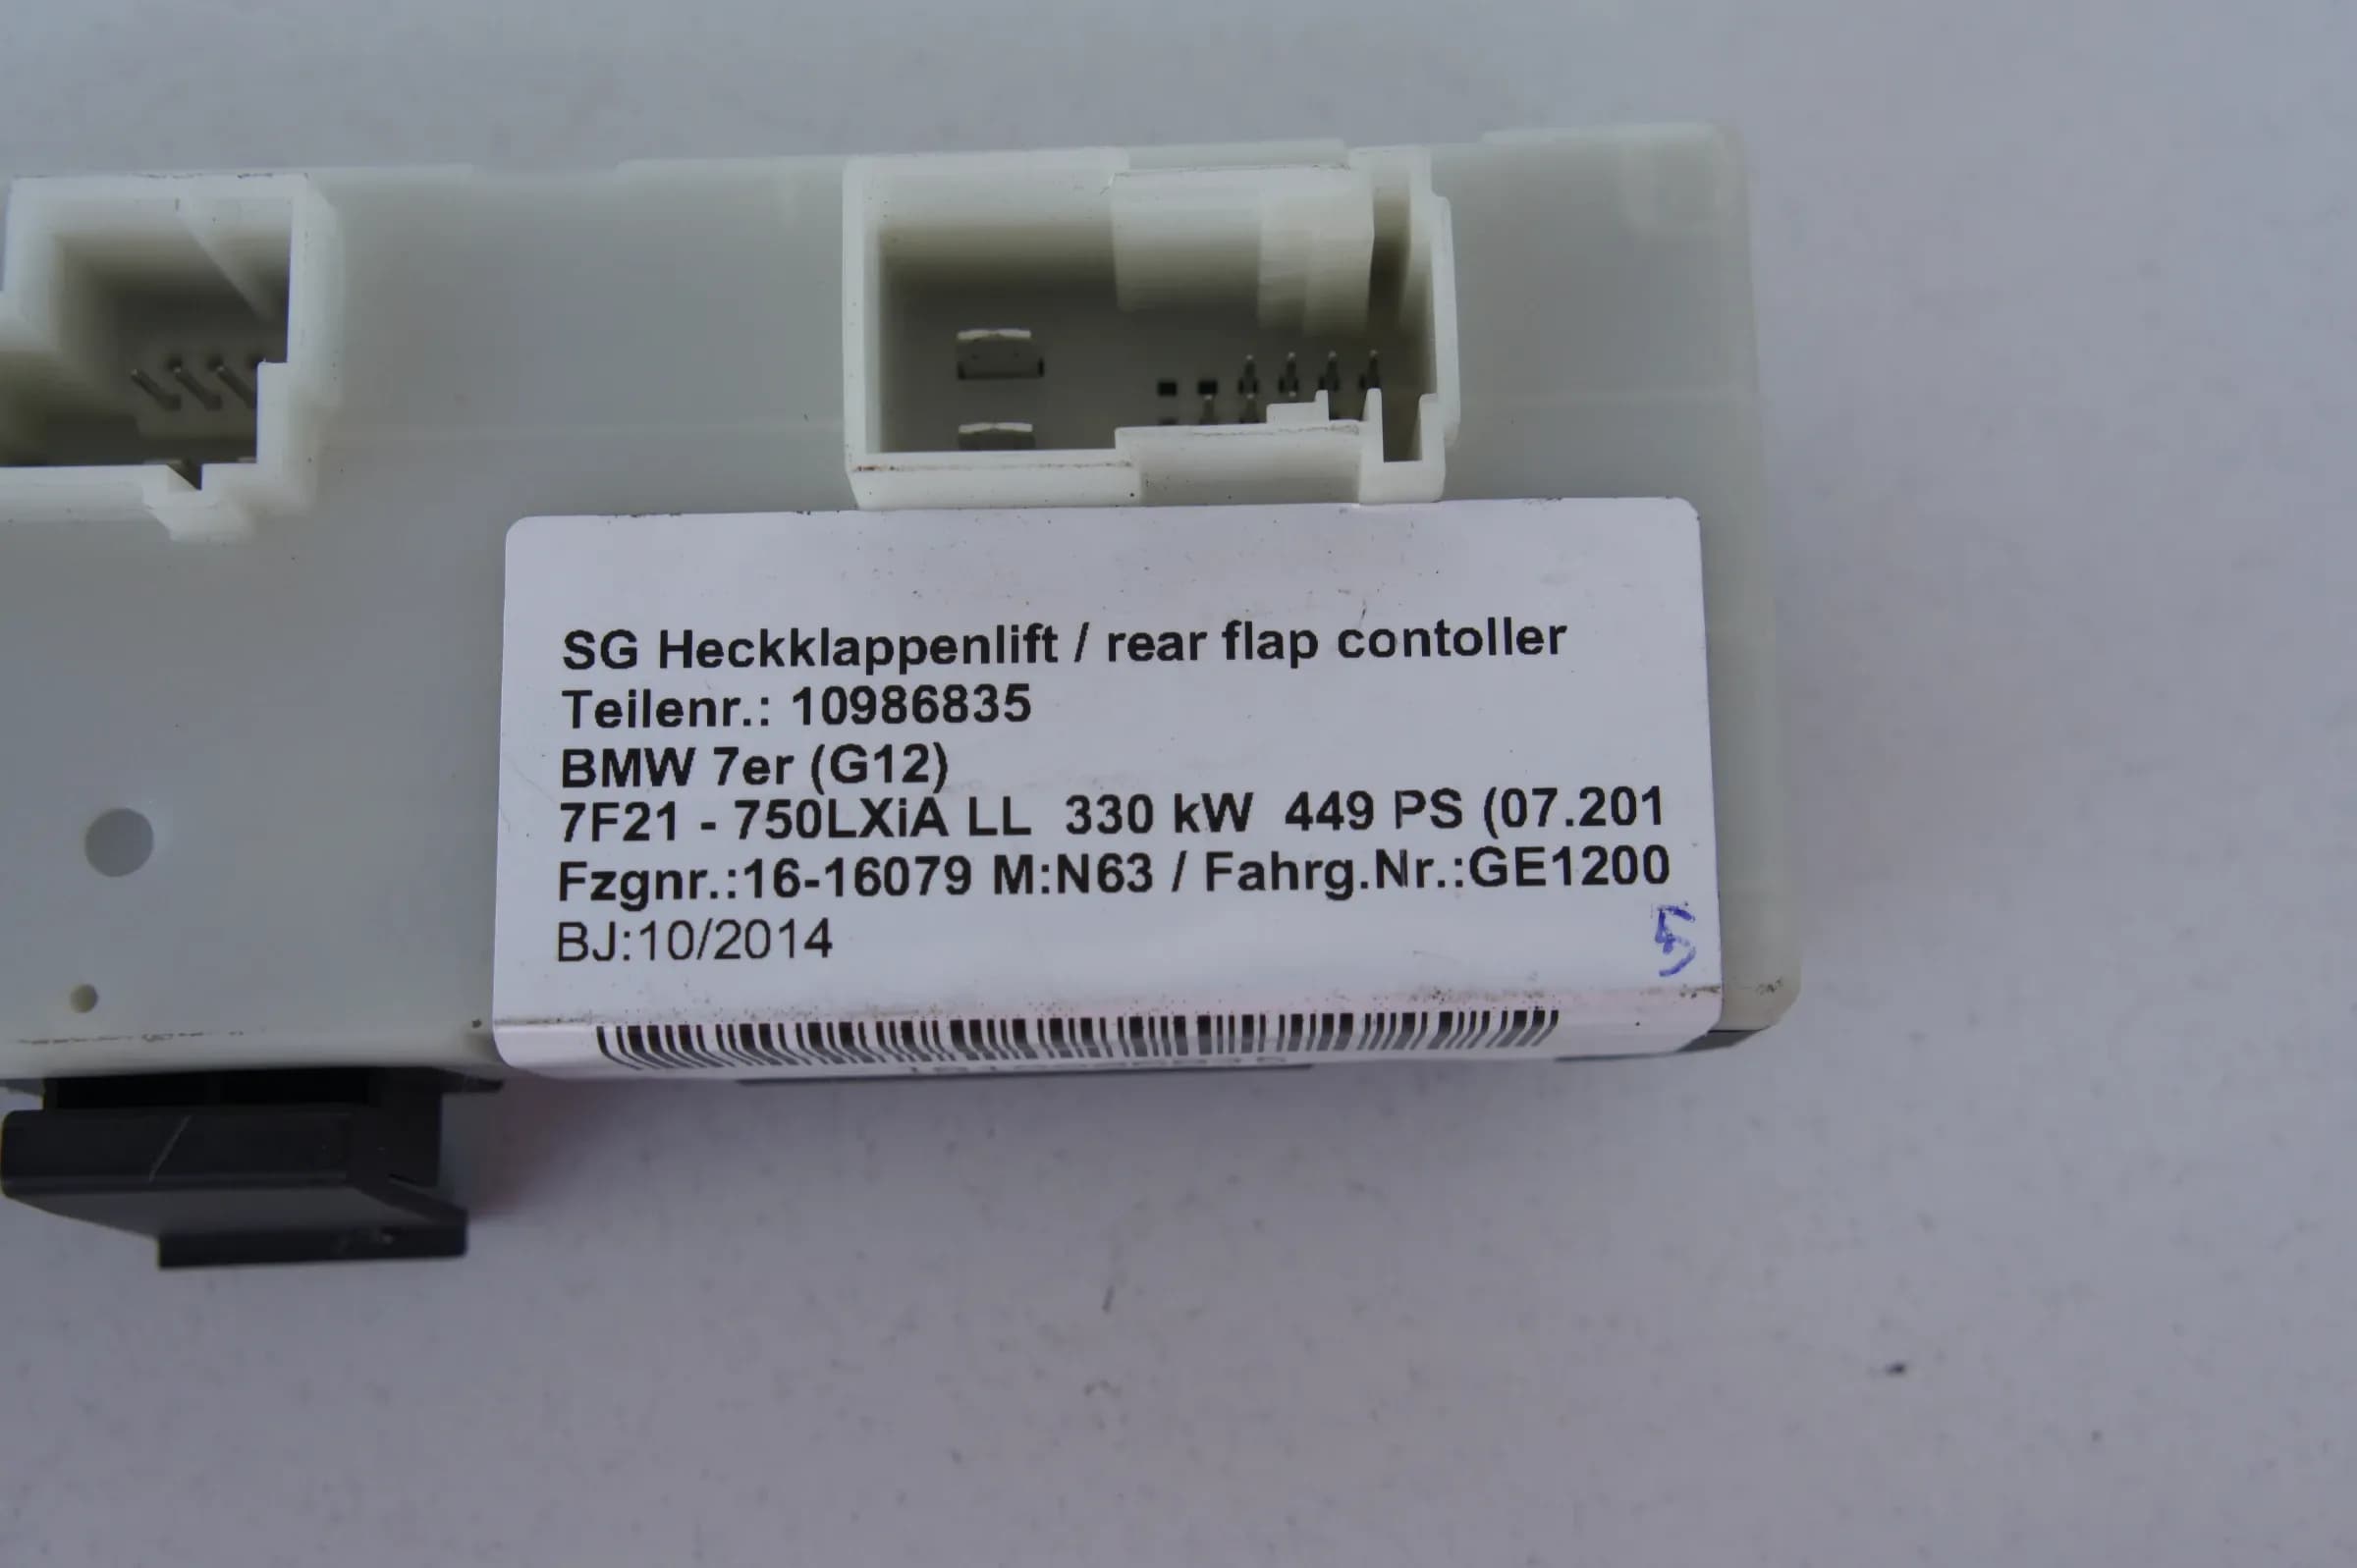 SG Heckklappenlift / rear flap contoller
Teilenr.: 10986835
BMW 7er (G12)
7F21 - 750LXiA LL  330 kW  449 PS (07.201
Fzgnr.:16-16079 M:N63 / Fahrg.Nr.:GE1200
BJ:10/2014
5